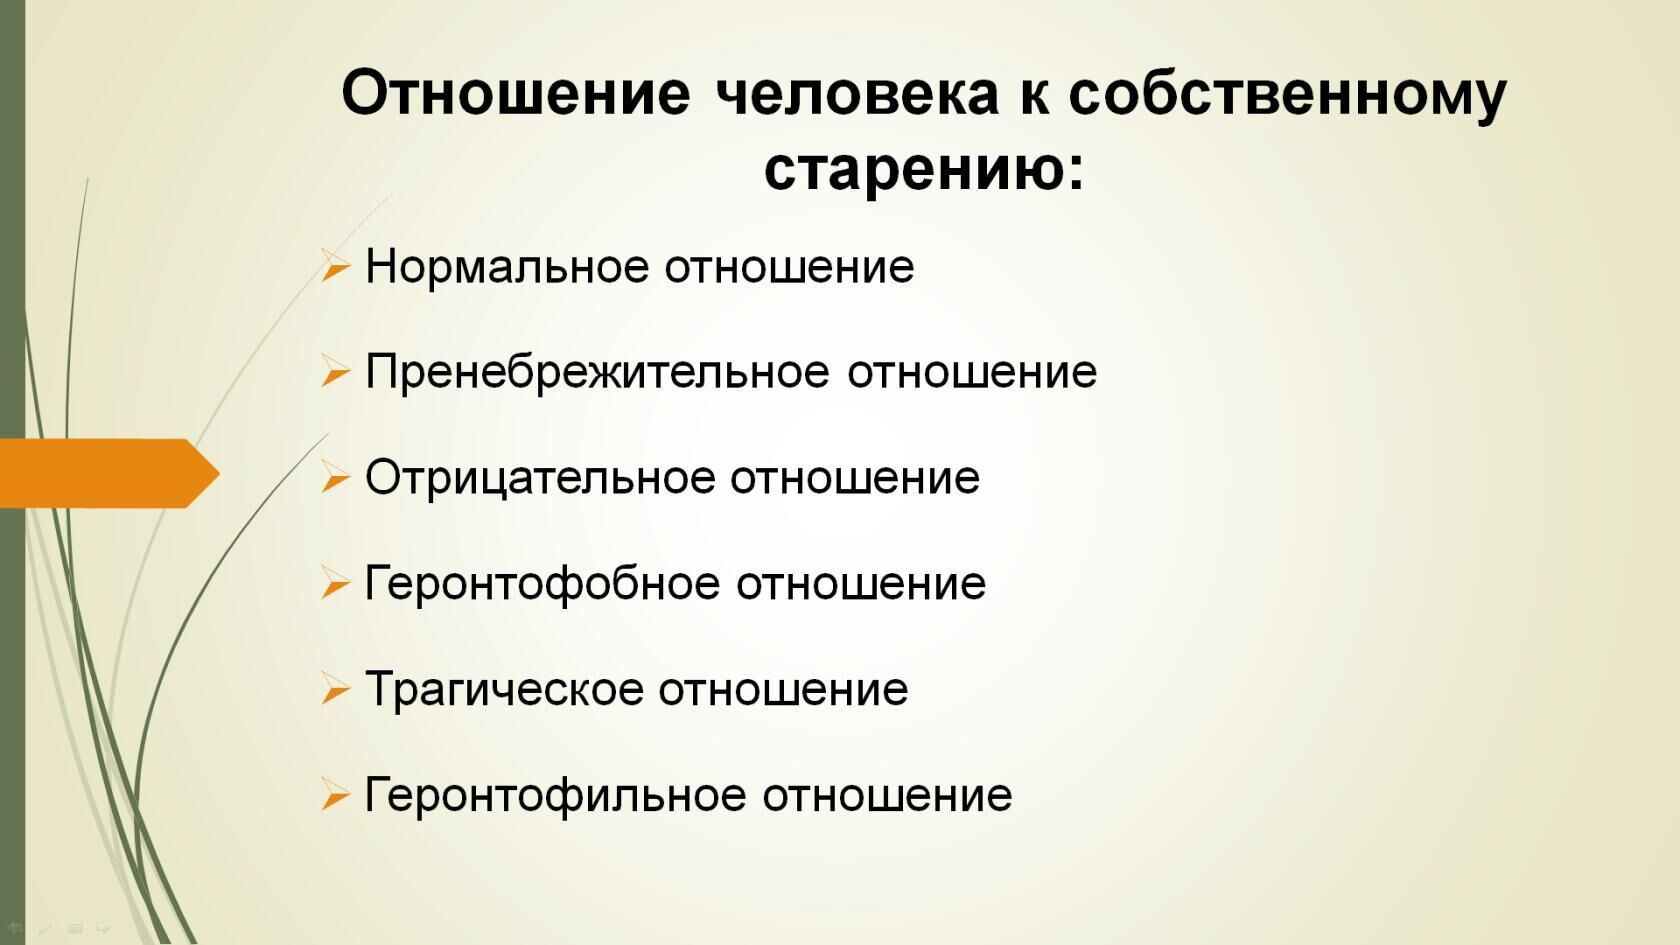 Отношение человека к собственному
старению:
Нормальное отношение
Пренебрежительное отношение
Отрицательное отношение
Геронтофобное отношение
Трагическое отношение
Геронтофильное отношение